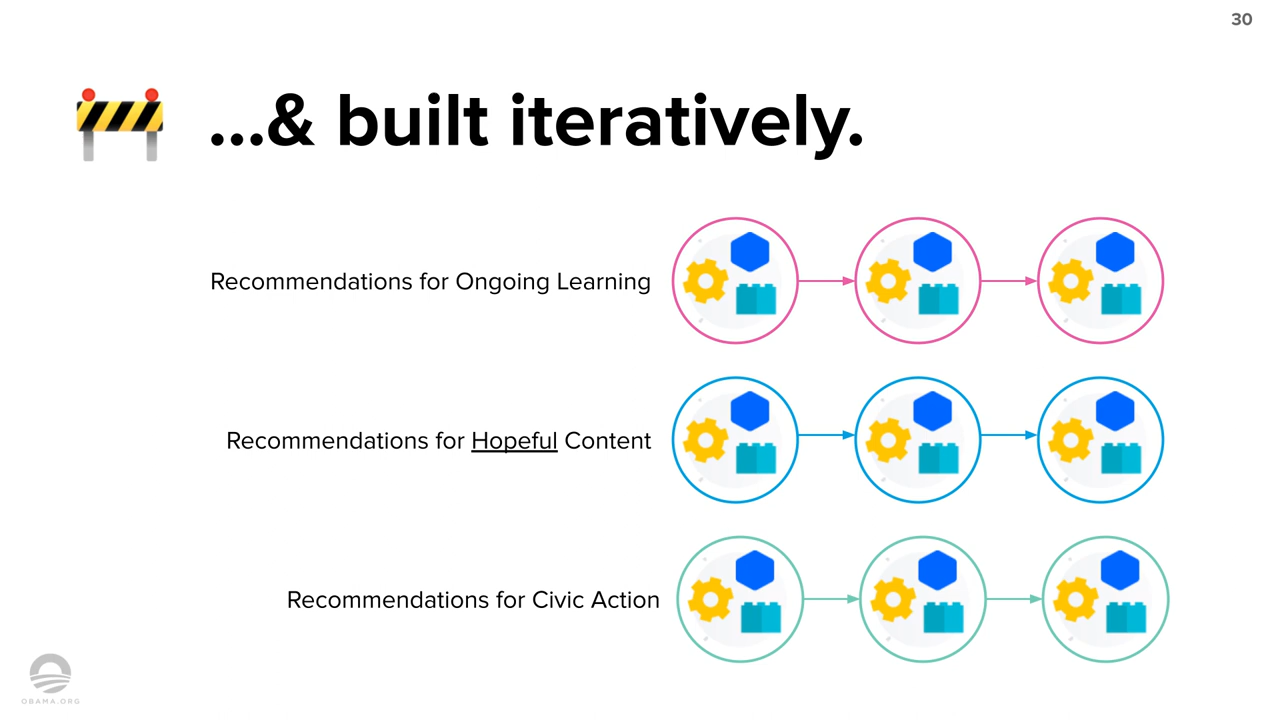 30
...& built iteratively.
Recommendations for Ongoing Learning
Recommendations for Hopeful Content
Recommendations for Civic Action
OBAMA.ORG